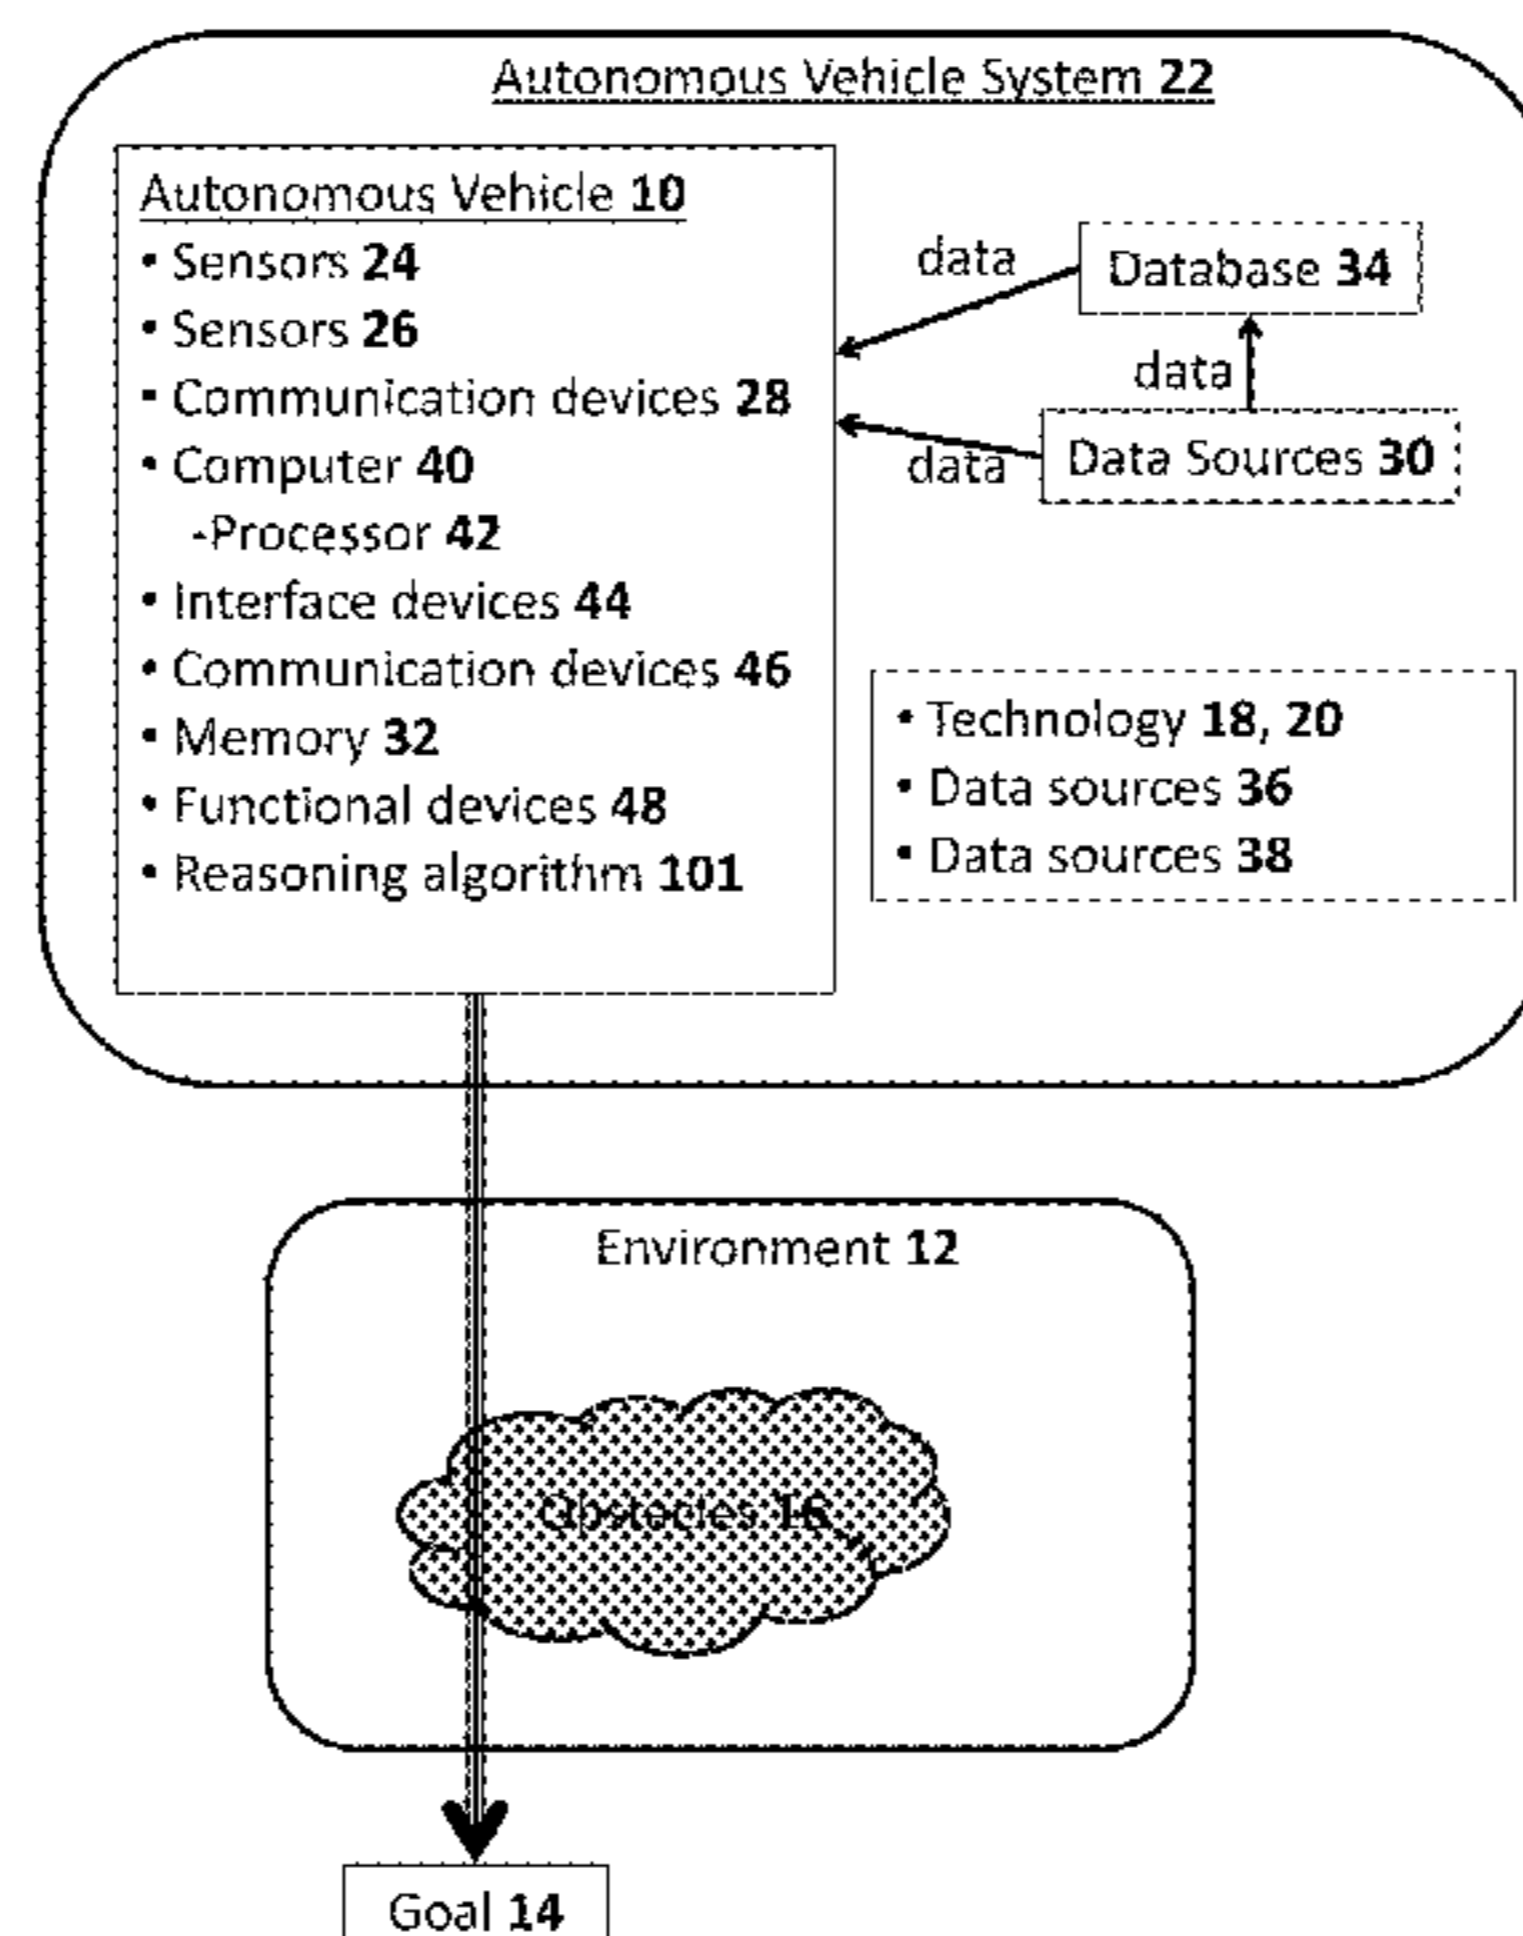 Autonomous Vehicle System 22
Autonomous Vehicle 10
• Sensors 24
• Sensors 26
• Communication devices 28
• Computer 40
-Processor 42
• Interface devices 44
• Communication devices 46
• Memory 32
• Functional devices 48
• Reasoning algorithm 101
data
Database 34
data
data
Data Sources 30
• Technology 18, 20
• Data sources 36
• Data sources 38
Environment 12
Obstacles 16
Goal 14